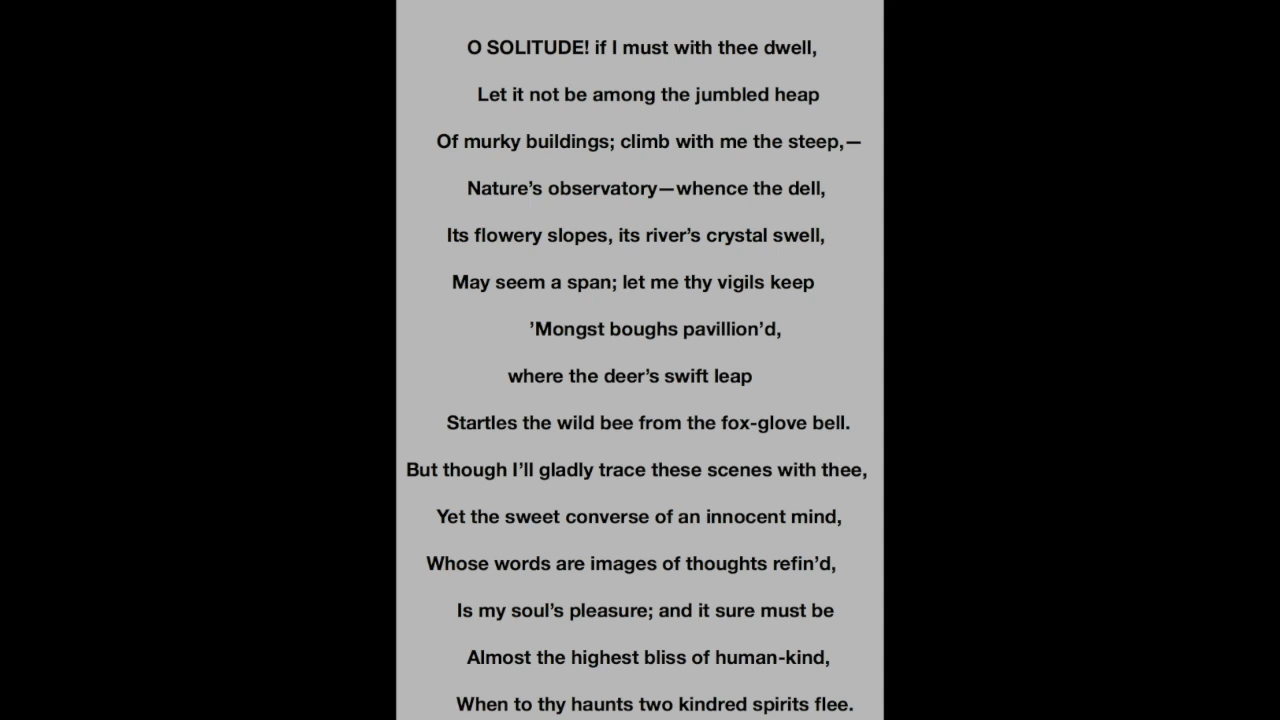 O SOLITUDE! if I must with thee dwell,
Let it not be among the jumbled heap
Of murky buildings; climb with me the steep,—
Nature’s observatory—whence the dell,
Its flowery slopes, its river’s crystal swell,
May seem a span; let me thy vigils keep
’Mongst boughs pavillion’d,
where the deer’s swift leap
Startles the wild bee from the fox-glove bell.
But though I’ll gladly trace these scenes with thee,
Yet the sweet converse of an innocent mind,
Whose words are images of thoughts refin’d,
Is my soul’s pleasure; and it sure must be
Almost the highest bliss of human-kind,
When to thy haunts two kindred spirits flee.